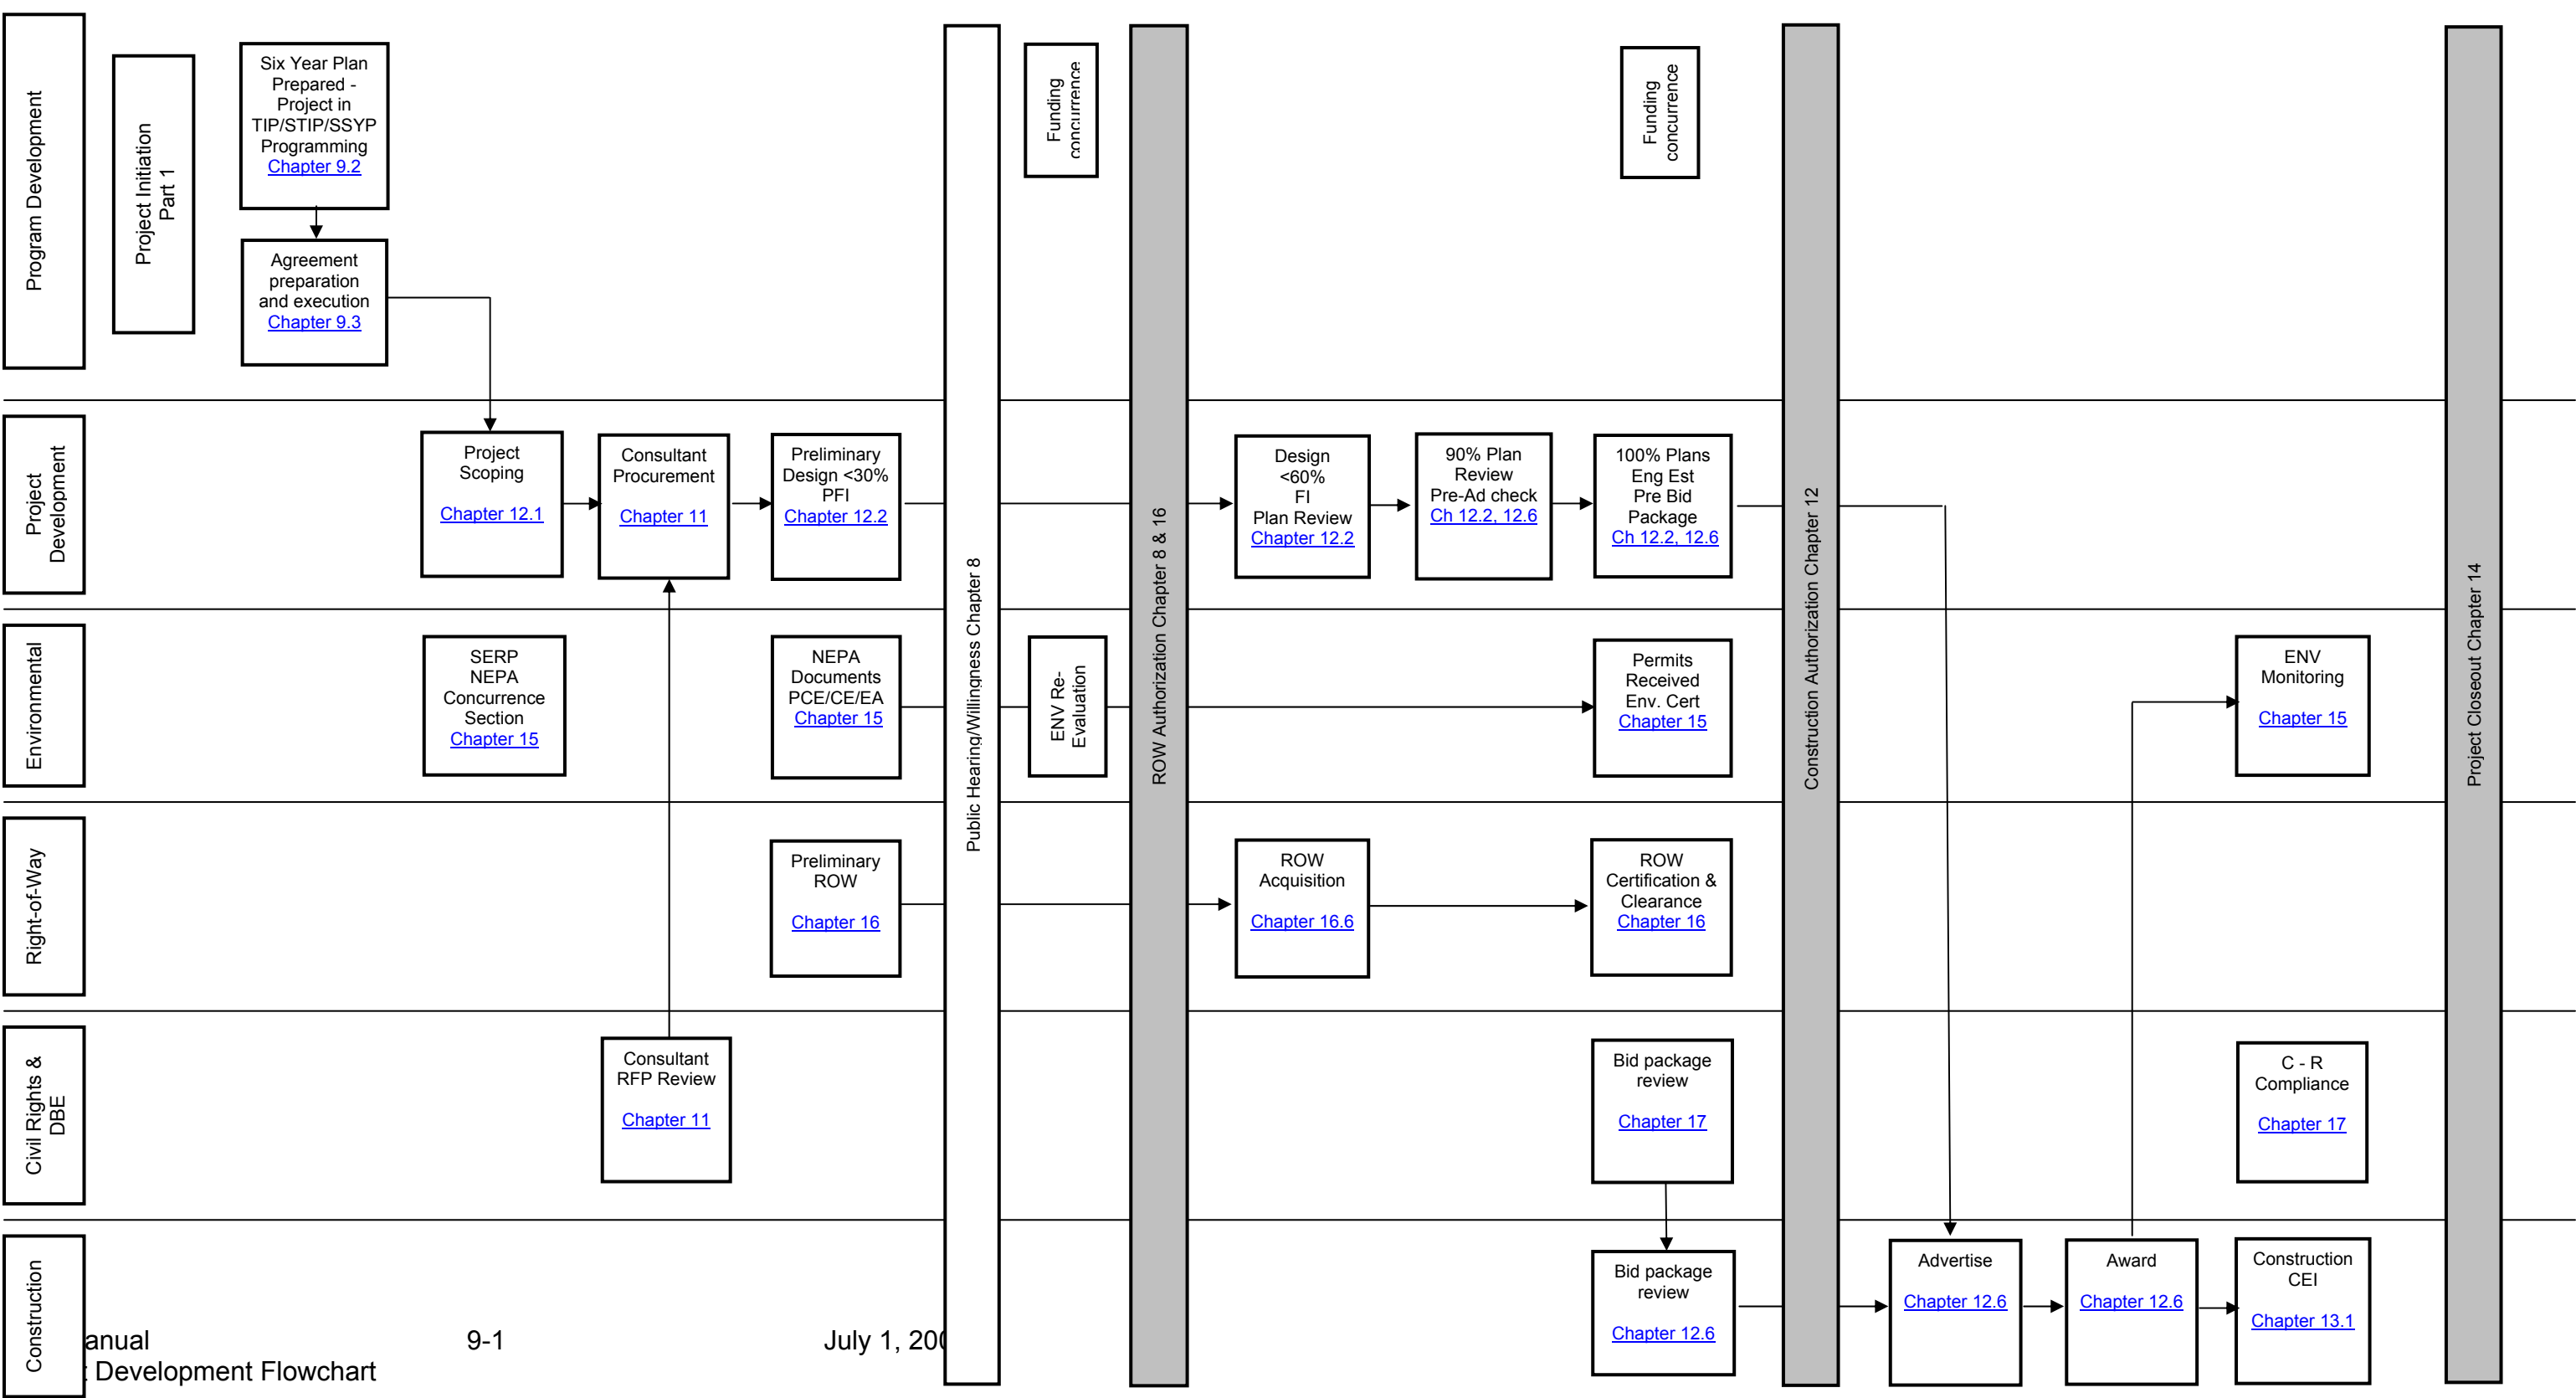 Program Development
Project Initiation
Part 1
Six Year Plan
Prepared -
Project in
TIP/STIP/SSYP
Programming
Chapter 9.2
Agreement
preparation
and execution
Chapter 9.3
Funding
concurrence
Funding
concurrence
Public Hearing/Willingness Chapter 8
ROW Authorization Chapter 8 & 16
Construction Authorization Chapter 12
Project Closeout Chapter 14
Project
Development
Project
Scoping
Chapter 12.1
Consultant
Procurement
Chapter 11
Preliminary
Design <30%
PFI
Chapter 12.2
Design
<60%
FI
Plan Review
Chapter 12.2
90% Plan
Review
Pre-Ad check
Ch 12.2, 12.6
100% Plans
Eng Est
Pre Bid
Package
Ch 12.2, 12.6
Environmental
SERP
NEPA
Concurrence
Section
Chapter 15
NEPA
Documents
PCE/CE/EA
Chapter 15
ENV Re-
Evaluation
Permits
Received
Env. Cert
Chapter 15
ENV
Monitoring
Chapter 15
Right-of-Way
Preliminary
ROW
Chapter 16
ROW
Acquisition
Chapter 16.6
ROW
Certification &
Clearance
Chapter 16
Civil Rights &
DBE
Consultant
RFP Review
Chapter 11
Bid package
review
Chapter 17
C - R
Compliance
Chapter 17
Construction
Bid package
review
Chapter 12.6
Advertise
Chapter 12.6
Award
Chapter 12.6
Construction
CEI
Chapter 13.1
anual 9-1 July 1, 200
Development Flowchart